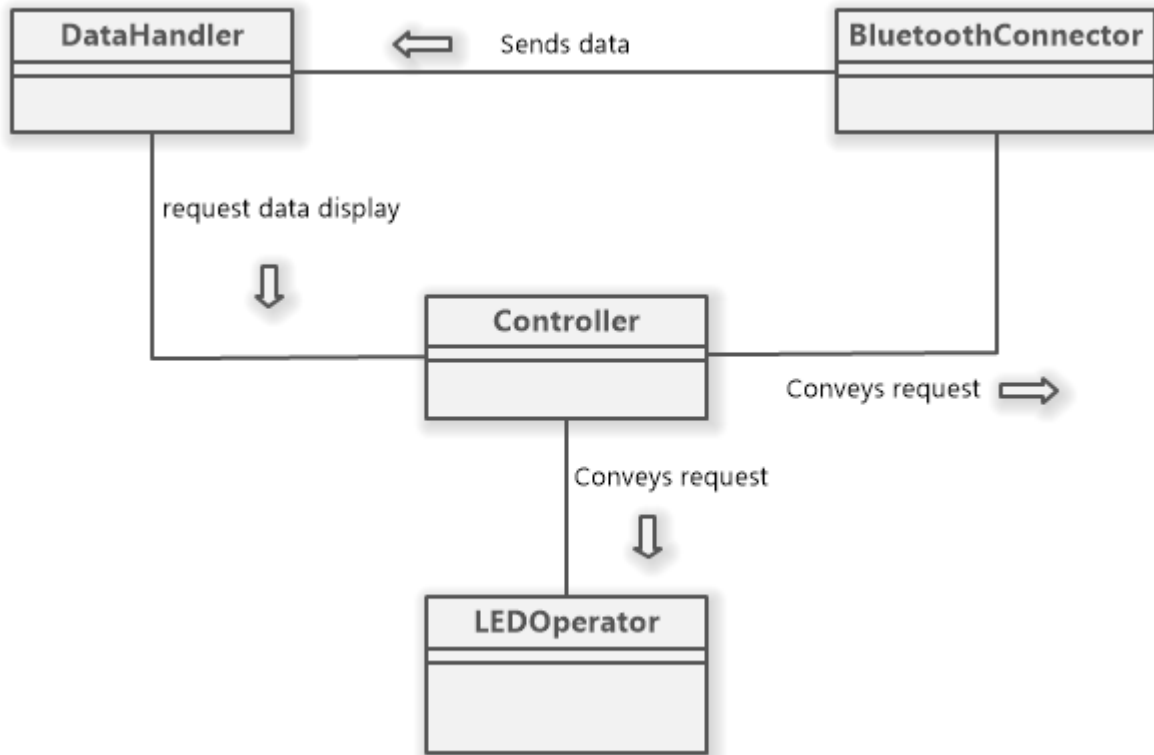 DataHandler
Sends data
BluetoothConnector
request data display
Controller
Conveys request
Conveys request
LEDOperator